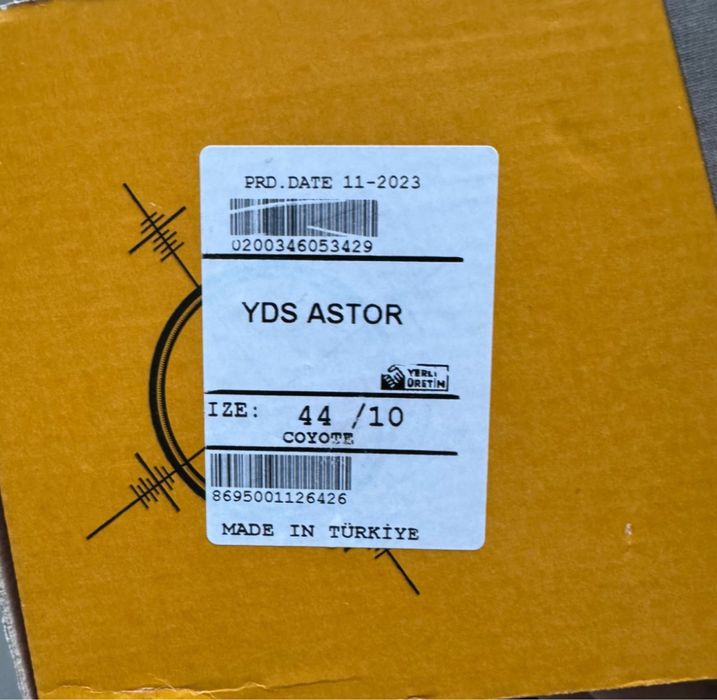 PRD.DATE 11-2023
0200346053429
YDS ASTOR
YERLİ
ÜRETİM
IZE: 44 /10
COYOTE
8695001126426
MADE IN TÜRKİYE